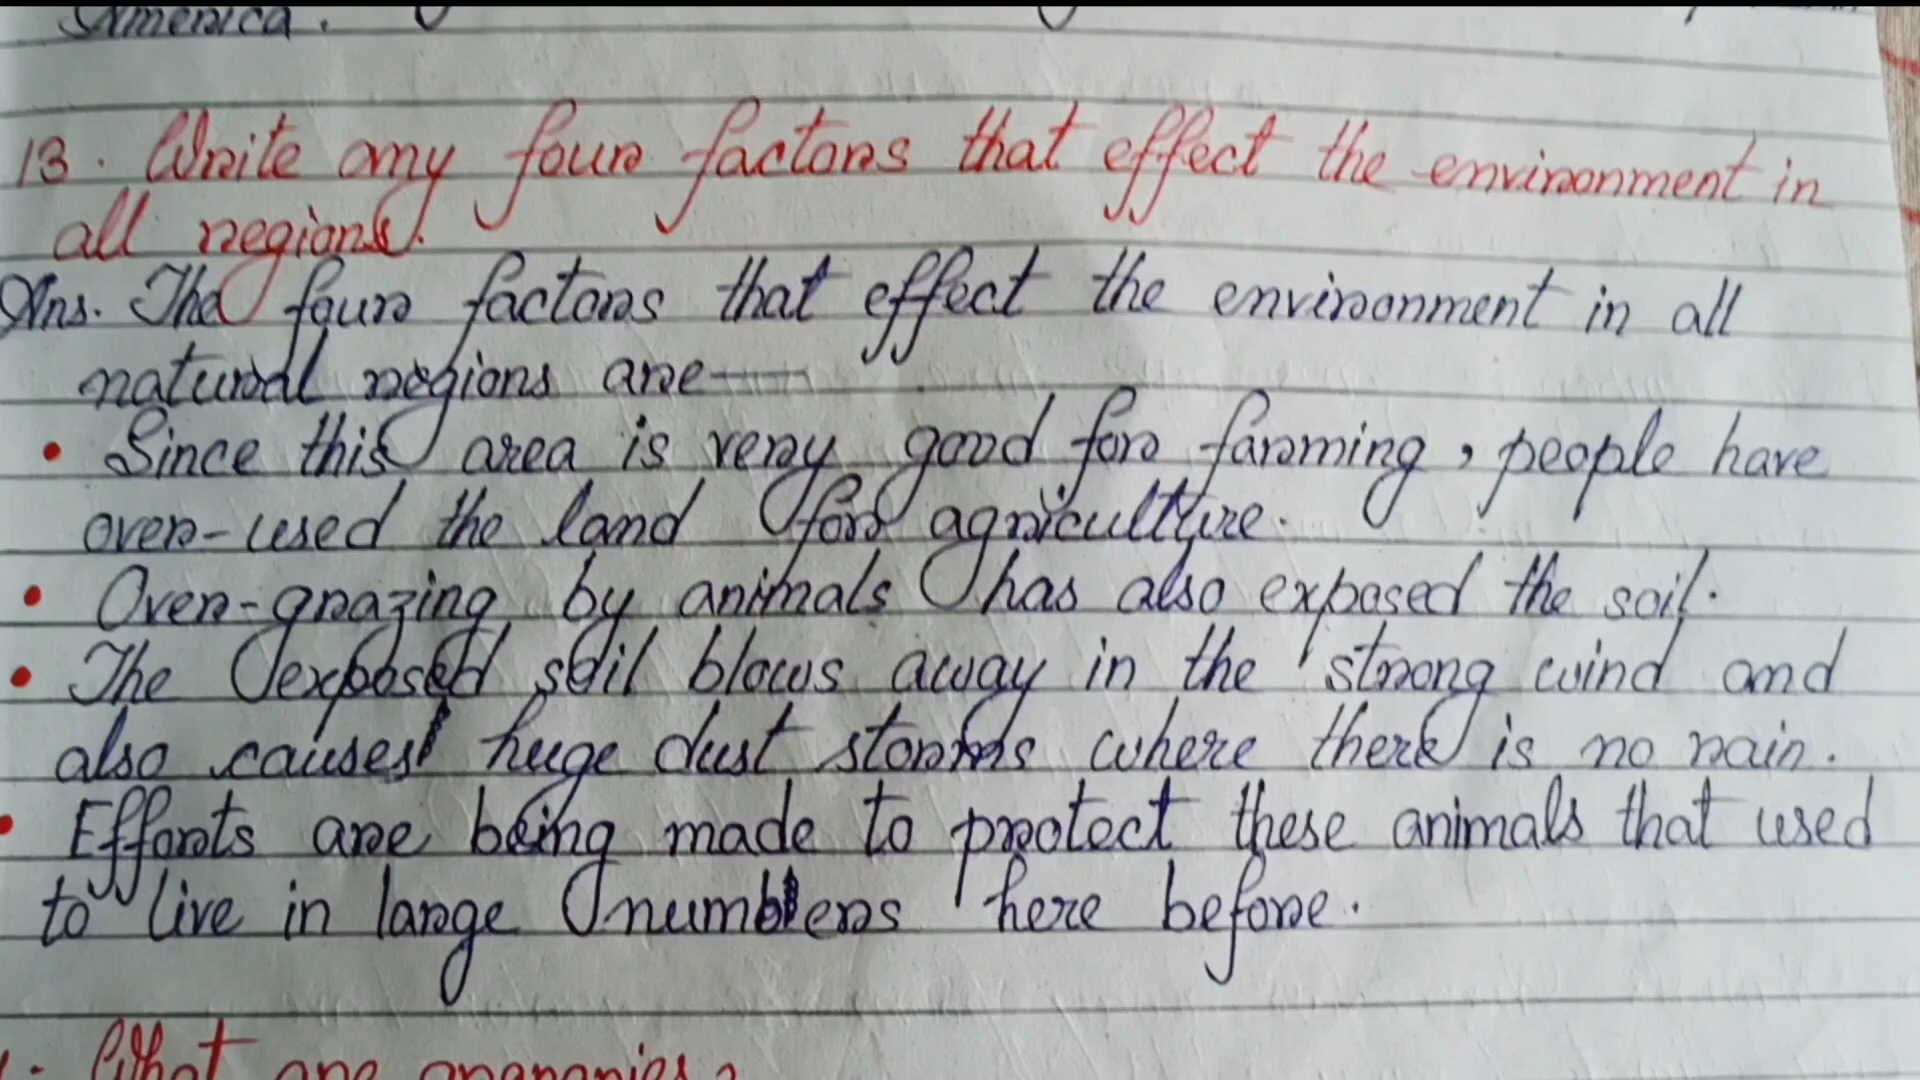 America.
13. Write any four factors that effect the environment in
all regions.
Ans. The four factors that effect the environment in all
natural regions are—
• Since this area is very good for farming, people have
over-used the land for agriculture.
• Over-grazing by animals has also exposed the soil.
• The exposed soil blows away in the strong wind and
also causes huge dust storms where there is no rain.
• Efforts are being made to protect these animals that used
to live in large numbers here before.
What are granaries?